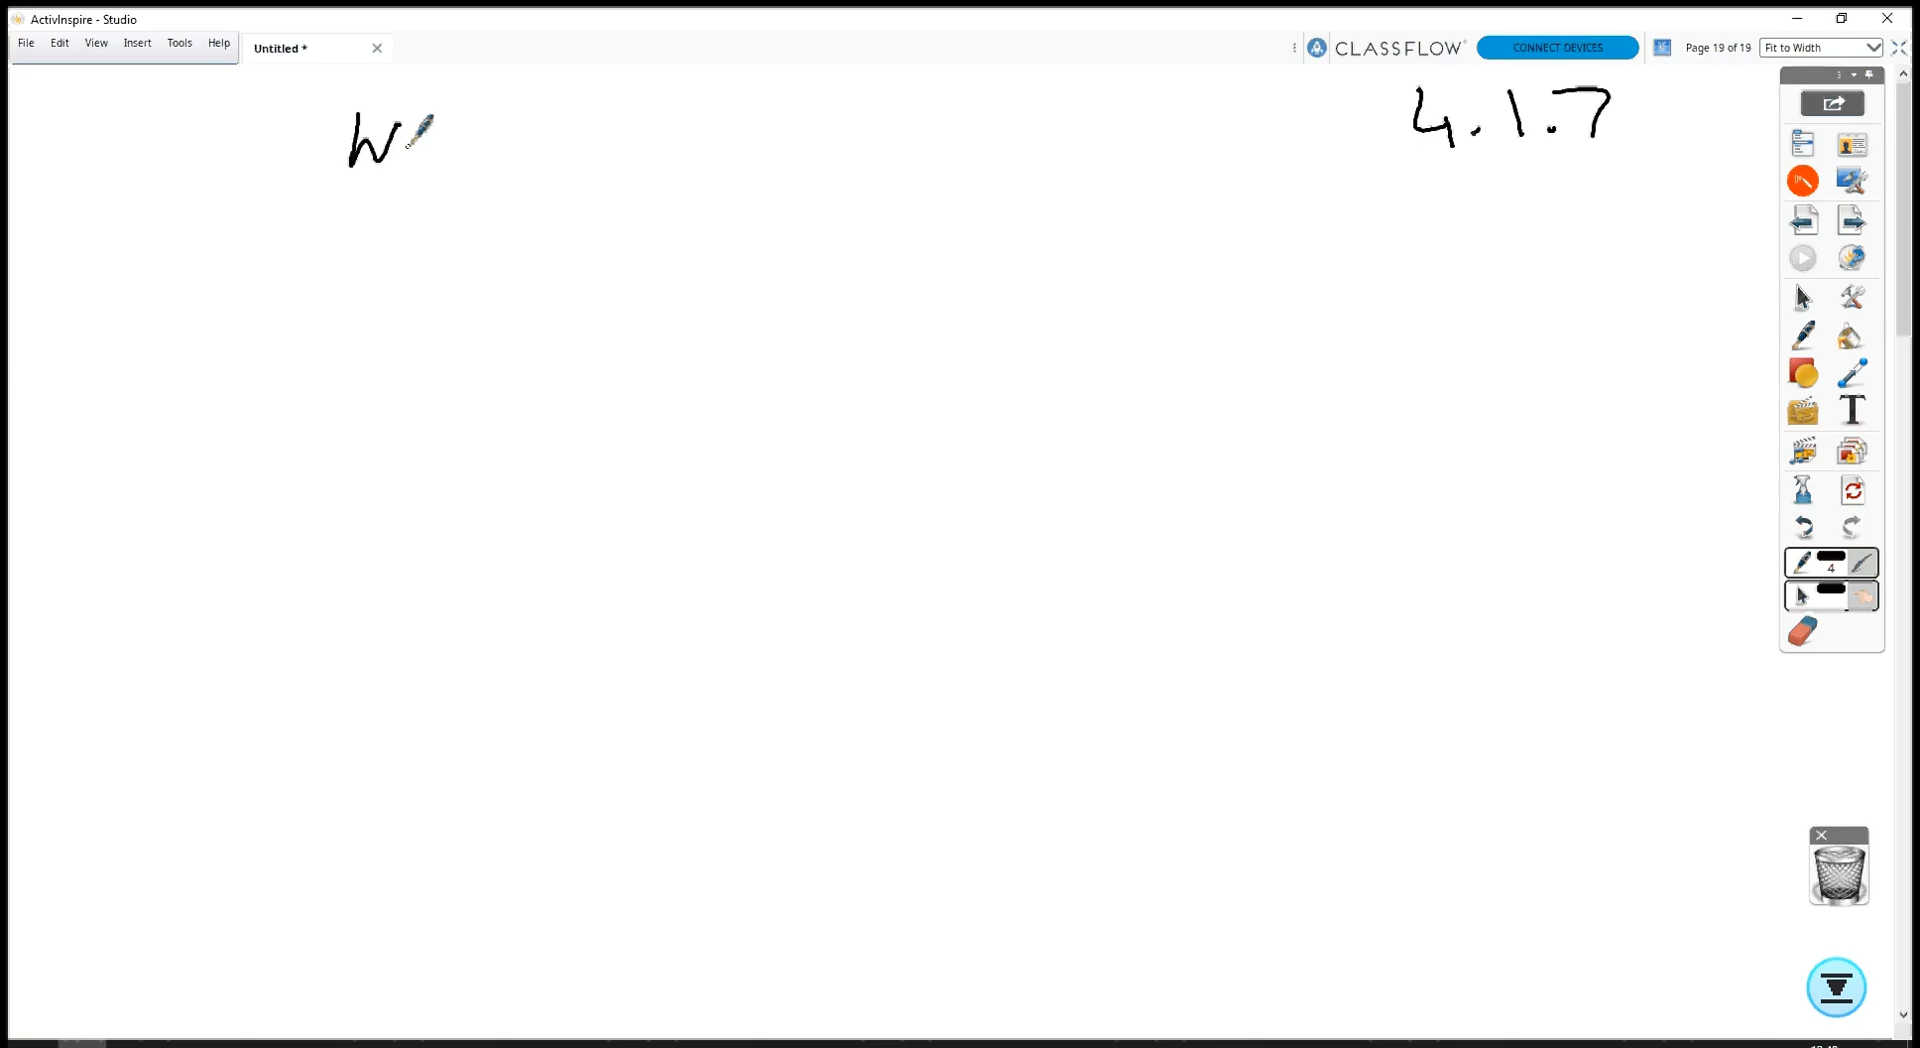 ActivInspire - Studio
File Edit View Insert Tools Help Untitled * CLASSFLOW CONNECT DEVICES Page 19 of 19 Fit to Width
4.1.7
W
4